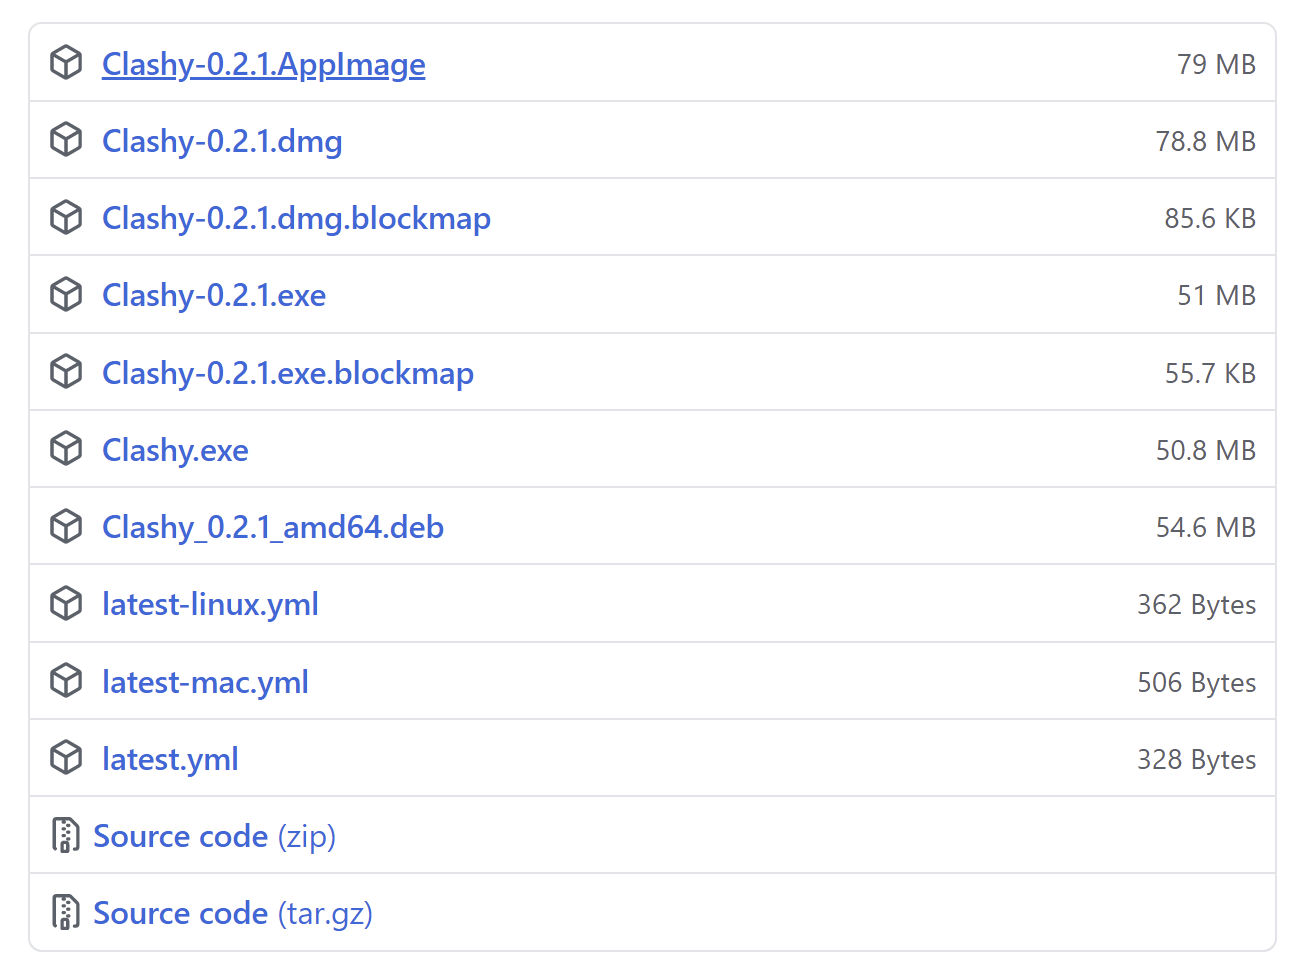 Clashy-0.2.1.AppImage 79 MB
Clashy-0.2.1.dmg 78.8 MB
Clashy-0.2.1.dmg.blockmap 85.6 KB
Clashy-0.2.1.exe 51 MB
Clashy-0.2.1.exe.blockmap 55.7 KB
Clashy.exe 50.8 MB
Clashy_0.2.1_amd64.deb 54.6 MB
latest-linux.yml 362 Bytes
latest-mac.yml 506 Bytes
latest.yml 328 Bytes
Source code (zip)
Source code (tar.gz)